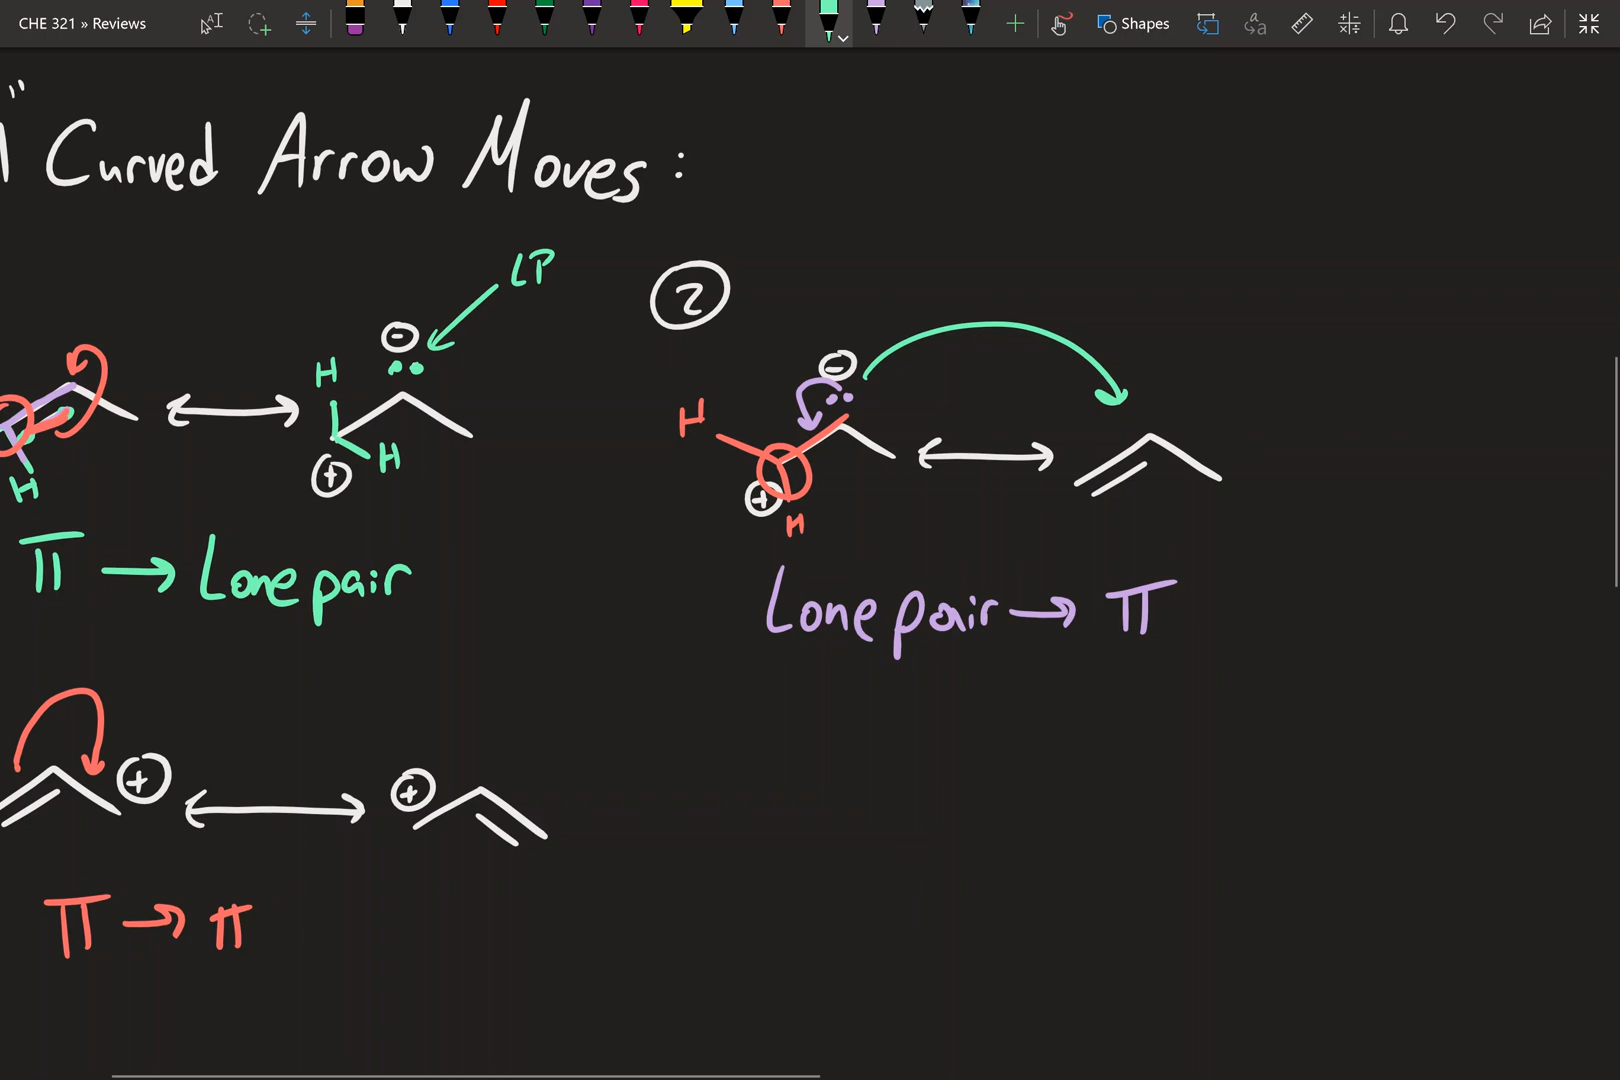 CHE 321 » Reviews
Shapes
" Curved Arrow Moves :
LP
2
H
H
H
H
H
π → Lone pair
Lone pair → π
π → π